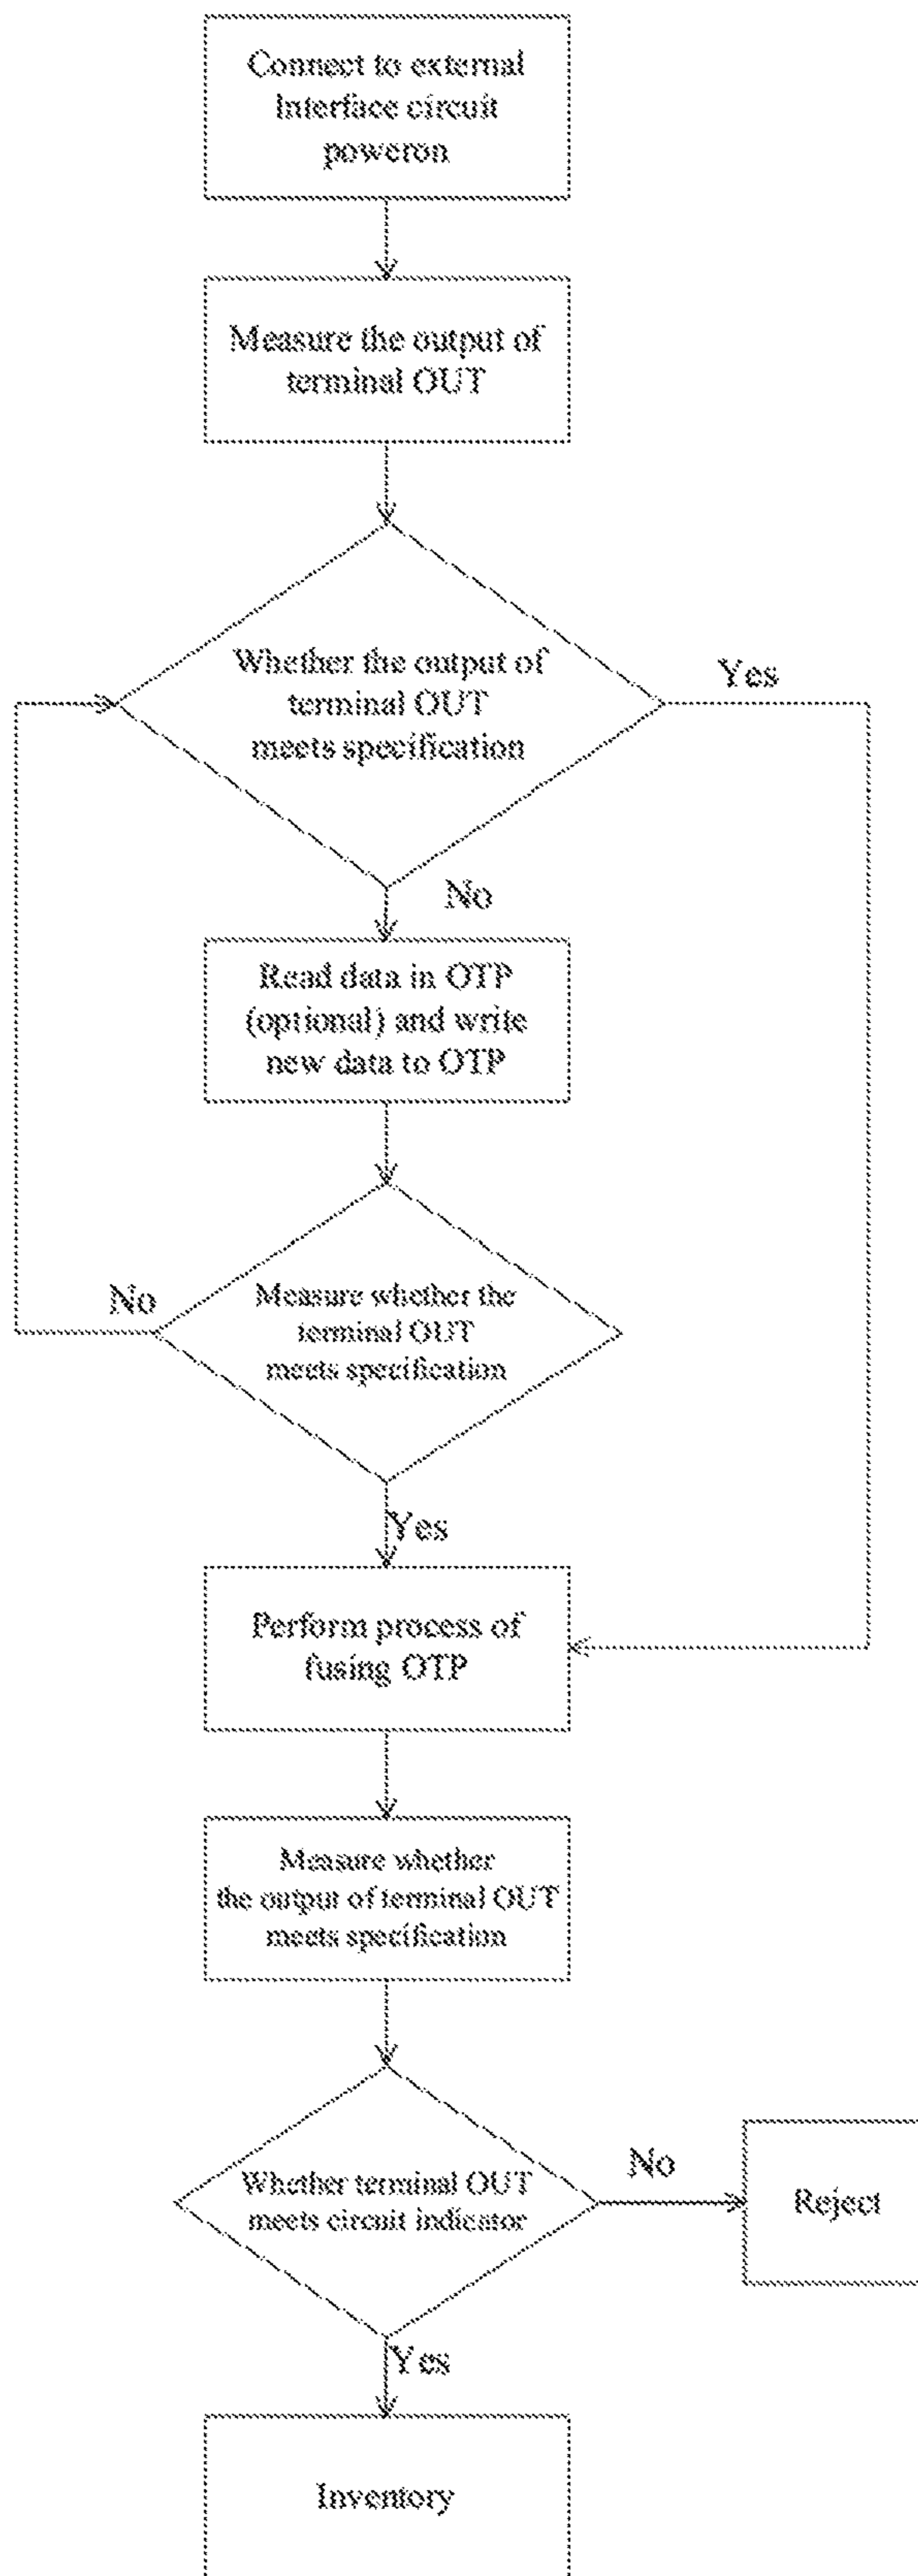 Connect to external
Interface circuit
poweron
Measure the output of
terminal OUT
Whether the output of
terminal OUT
meets specification
Yes
No
Read data in OTP
(optional) and write
new data to OTP
No
Measure whether the
terminal OUT
meets specification
Yes
Perform process of
fusing OTP
Measure whether
the output of terminal OUT
meets specification
Whether terminal OUT
meets circuit indicator
No
Reject
Yes
Inventory